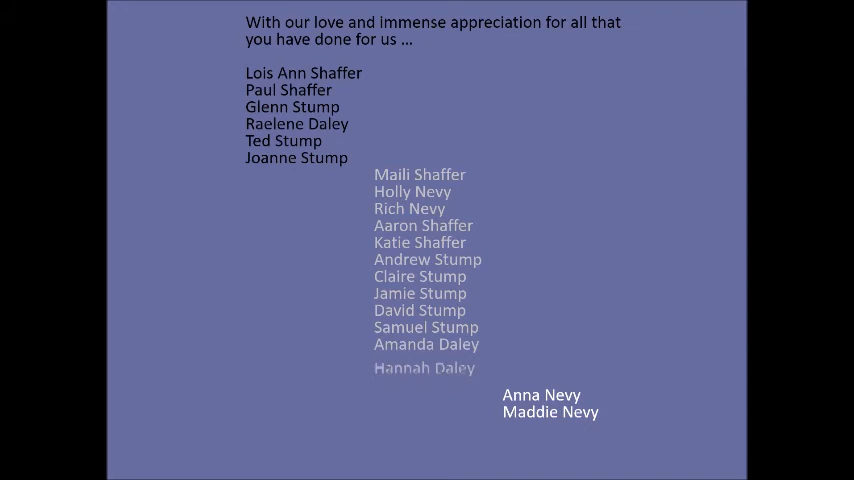 With our love and immense appreciation for all that
you have done for us ...
Lois Ann Shaffer
Paul Shaffer
Glenn Stump
Raelene Daley
Ted Stump
Joanne Stump
Maili Shaffer
Holly Nevy
Rich Nevy
Aaron Shaffer
Katie Shaffer
Andrew Stump
Claire Stump
Jamie Stump
David Stump
Samuel Stump
Amanda Daley
Hannah Daley
Anna Nevy
Maddie Nevy